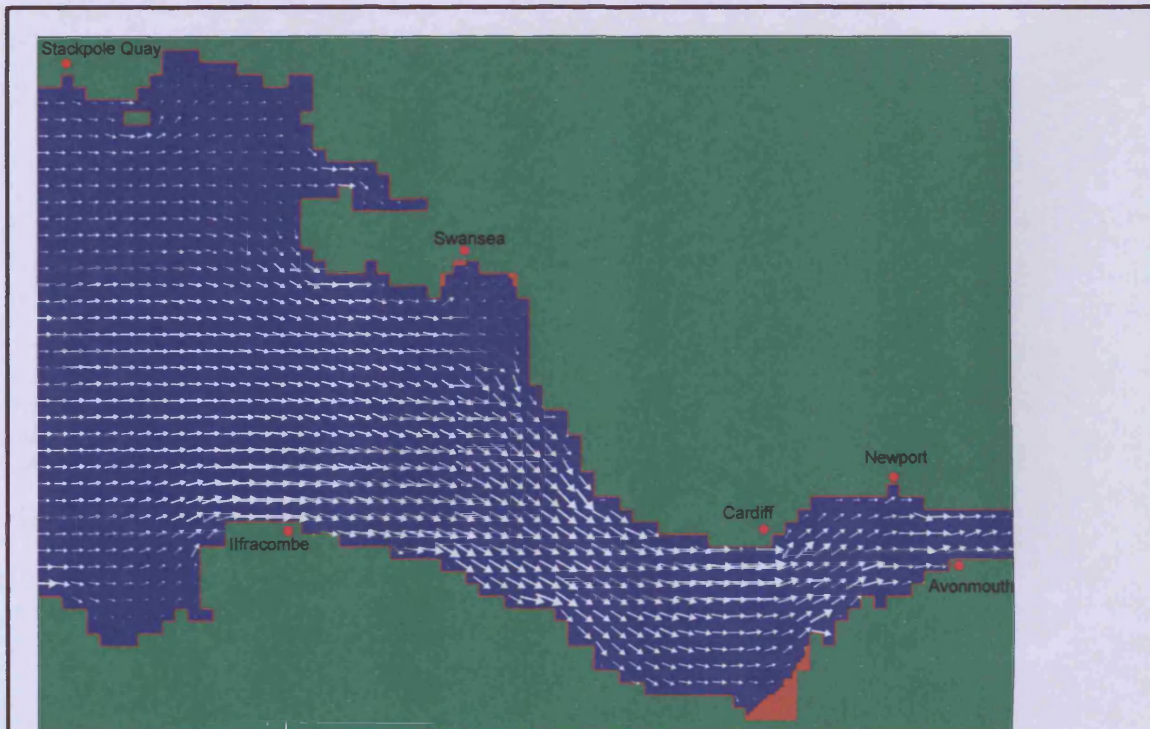 Stackpole Quay
Swansea
Newport
Cardiff
Ilfracombe
Avonmouth